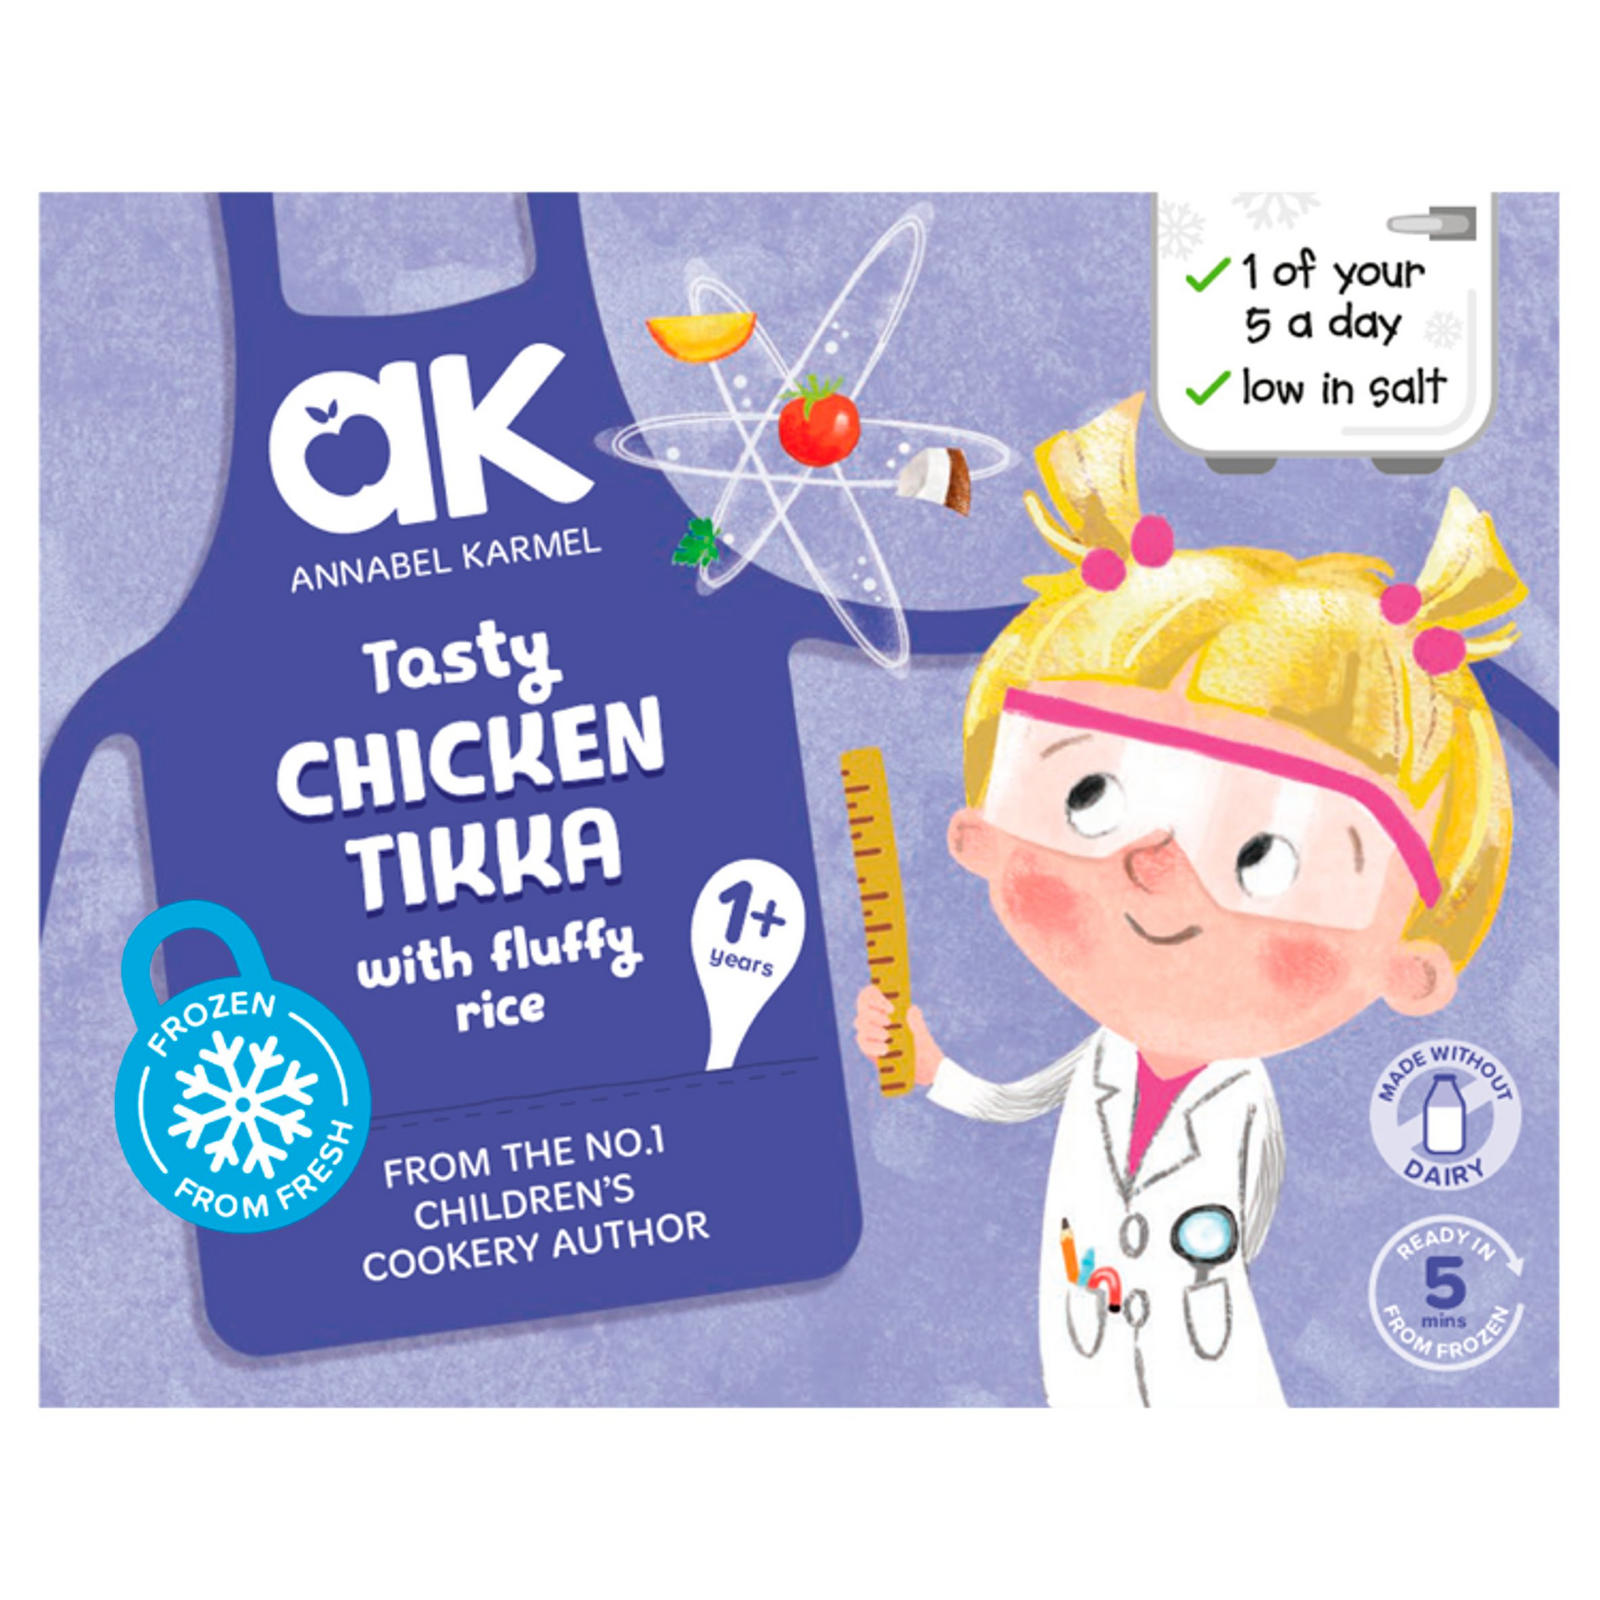 1 of your
5 a day
low in salt
ak
ANNABEL KARMEL
Tasty
CHICKEN
TIKKA
with fluffy
rice
1+
years
FROZEN
FROM FRESH
FROM THE NO.1
CHILDREN'S
COOKERY AUTHOR
MADE WITHOUT
DAIRY
READY IN
5
mins
FROM FROZEN